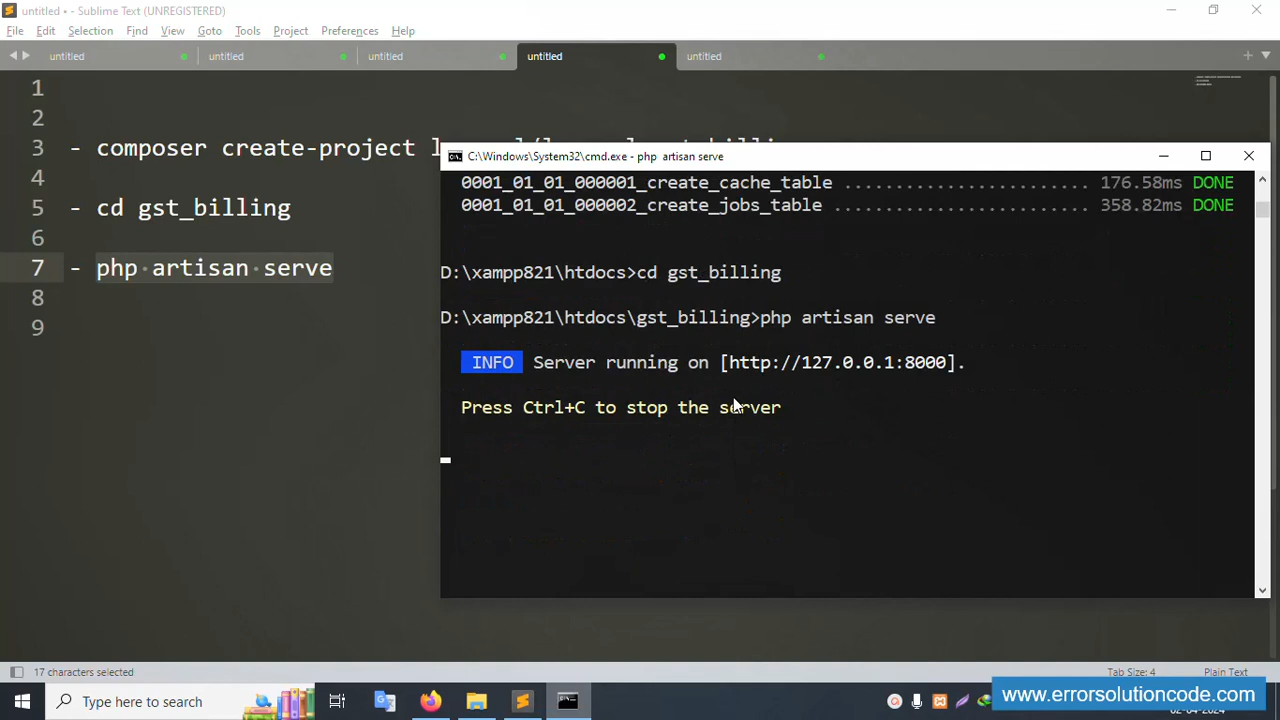 untitled • - Sublime Text (UNREGISTERED)
File Edit Selection Find View Goto Tools Project Preferences Help
untitled untitled untitled untitled untitled
1
2
3 - composer create-project
4
5 - cd gst_billing
6
7 - php artisan serve
8
9
C:\Windows\System32\cmd.exe - php artisan serve
0001_01_01_000001_create_cache_table ........................ 176.58ms DONE
0001_01_01_000002_create_jobs_table ......................... 358.82ms DONE
D:\xampp821\htdocs>cd gst_billing
D:\xampp821\htdocs\gst_billing>php artisan serve
INFO Server running on [http://127.0.0.1:8000].
Press Ctrl+C to stop the server
17 characters selected Tab Size: 4 Plain Text
Type here to search
www.errorsolutioncode.com